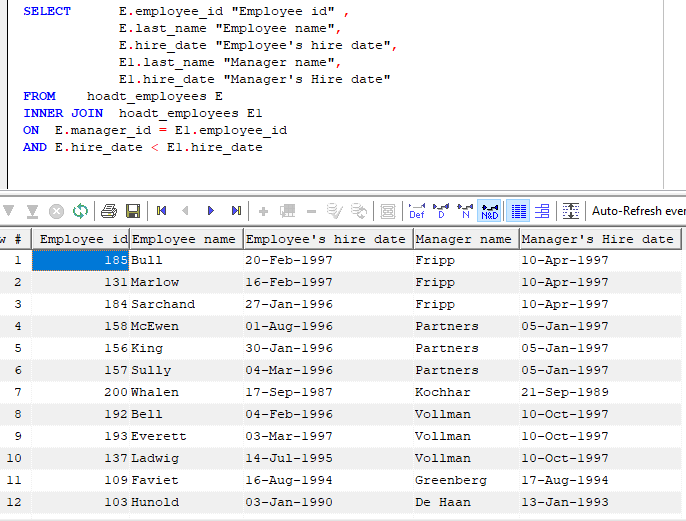 SELECT E.employee_id "Employee id" ,
E.last_name "Employee name",
E.hire_date "Employee's hire date",
E1.last_name "Manager name",
E1.hire_date "Manager's Hire date"
FROM hoadt_employees E
INNER JOIN hoadt_employees E1
ON E.manager_id = E1.employee_id
AND E.hire_date < E1.hire_date
Def D N N&D Auto-Refresh ever
w # Employee id Employee name Employee's hire date Manager name Manager's Hire date
1 185 Bull 20-Feb-1997 Fripp 10-Apr-1997
2 131 Marlow 16-Feb-1997 Fripp 10-Apr-1997
3 184 Sarchand 27-Jan-1996 Fripp 10-Apr-1997
4 158 McEwen 01-Aug-1996 Partners 05-Jan-1997
5 156 King 30-Jan-1996 Partners 05-Jan-1997
6 157 Sully 04-Mar-1996 Partners 05-Jan-1997
7 200 Whalen 17-Sep-1987 Kochhar 21-Sep-1989
8 192 Bell 04-Feb-1996 Vollman 10-Oct-1997
9 193 Everett 03-Mar-1997 Vollman 10-Oct-1997
10 137 Ladwig 14-Jul-1995 Vollman 10-Oct-1997
11 109 Faviet 16-Aug-1994 Greenberg 17-Aug-1994
12 103 Hunold 03-Jan-1990 De Haan 13-Jan-1993